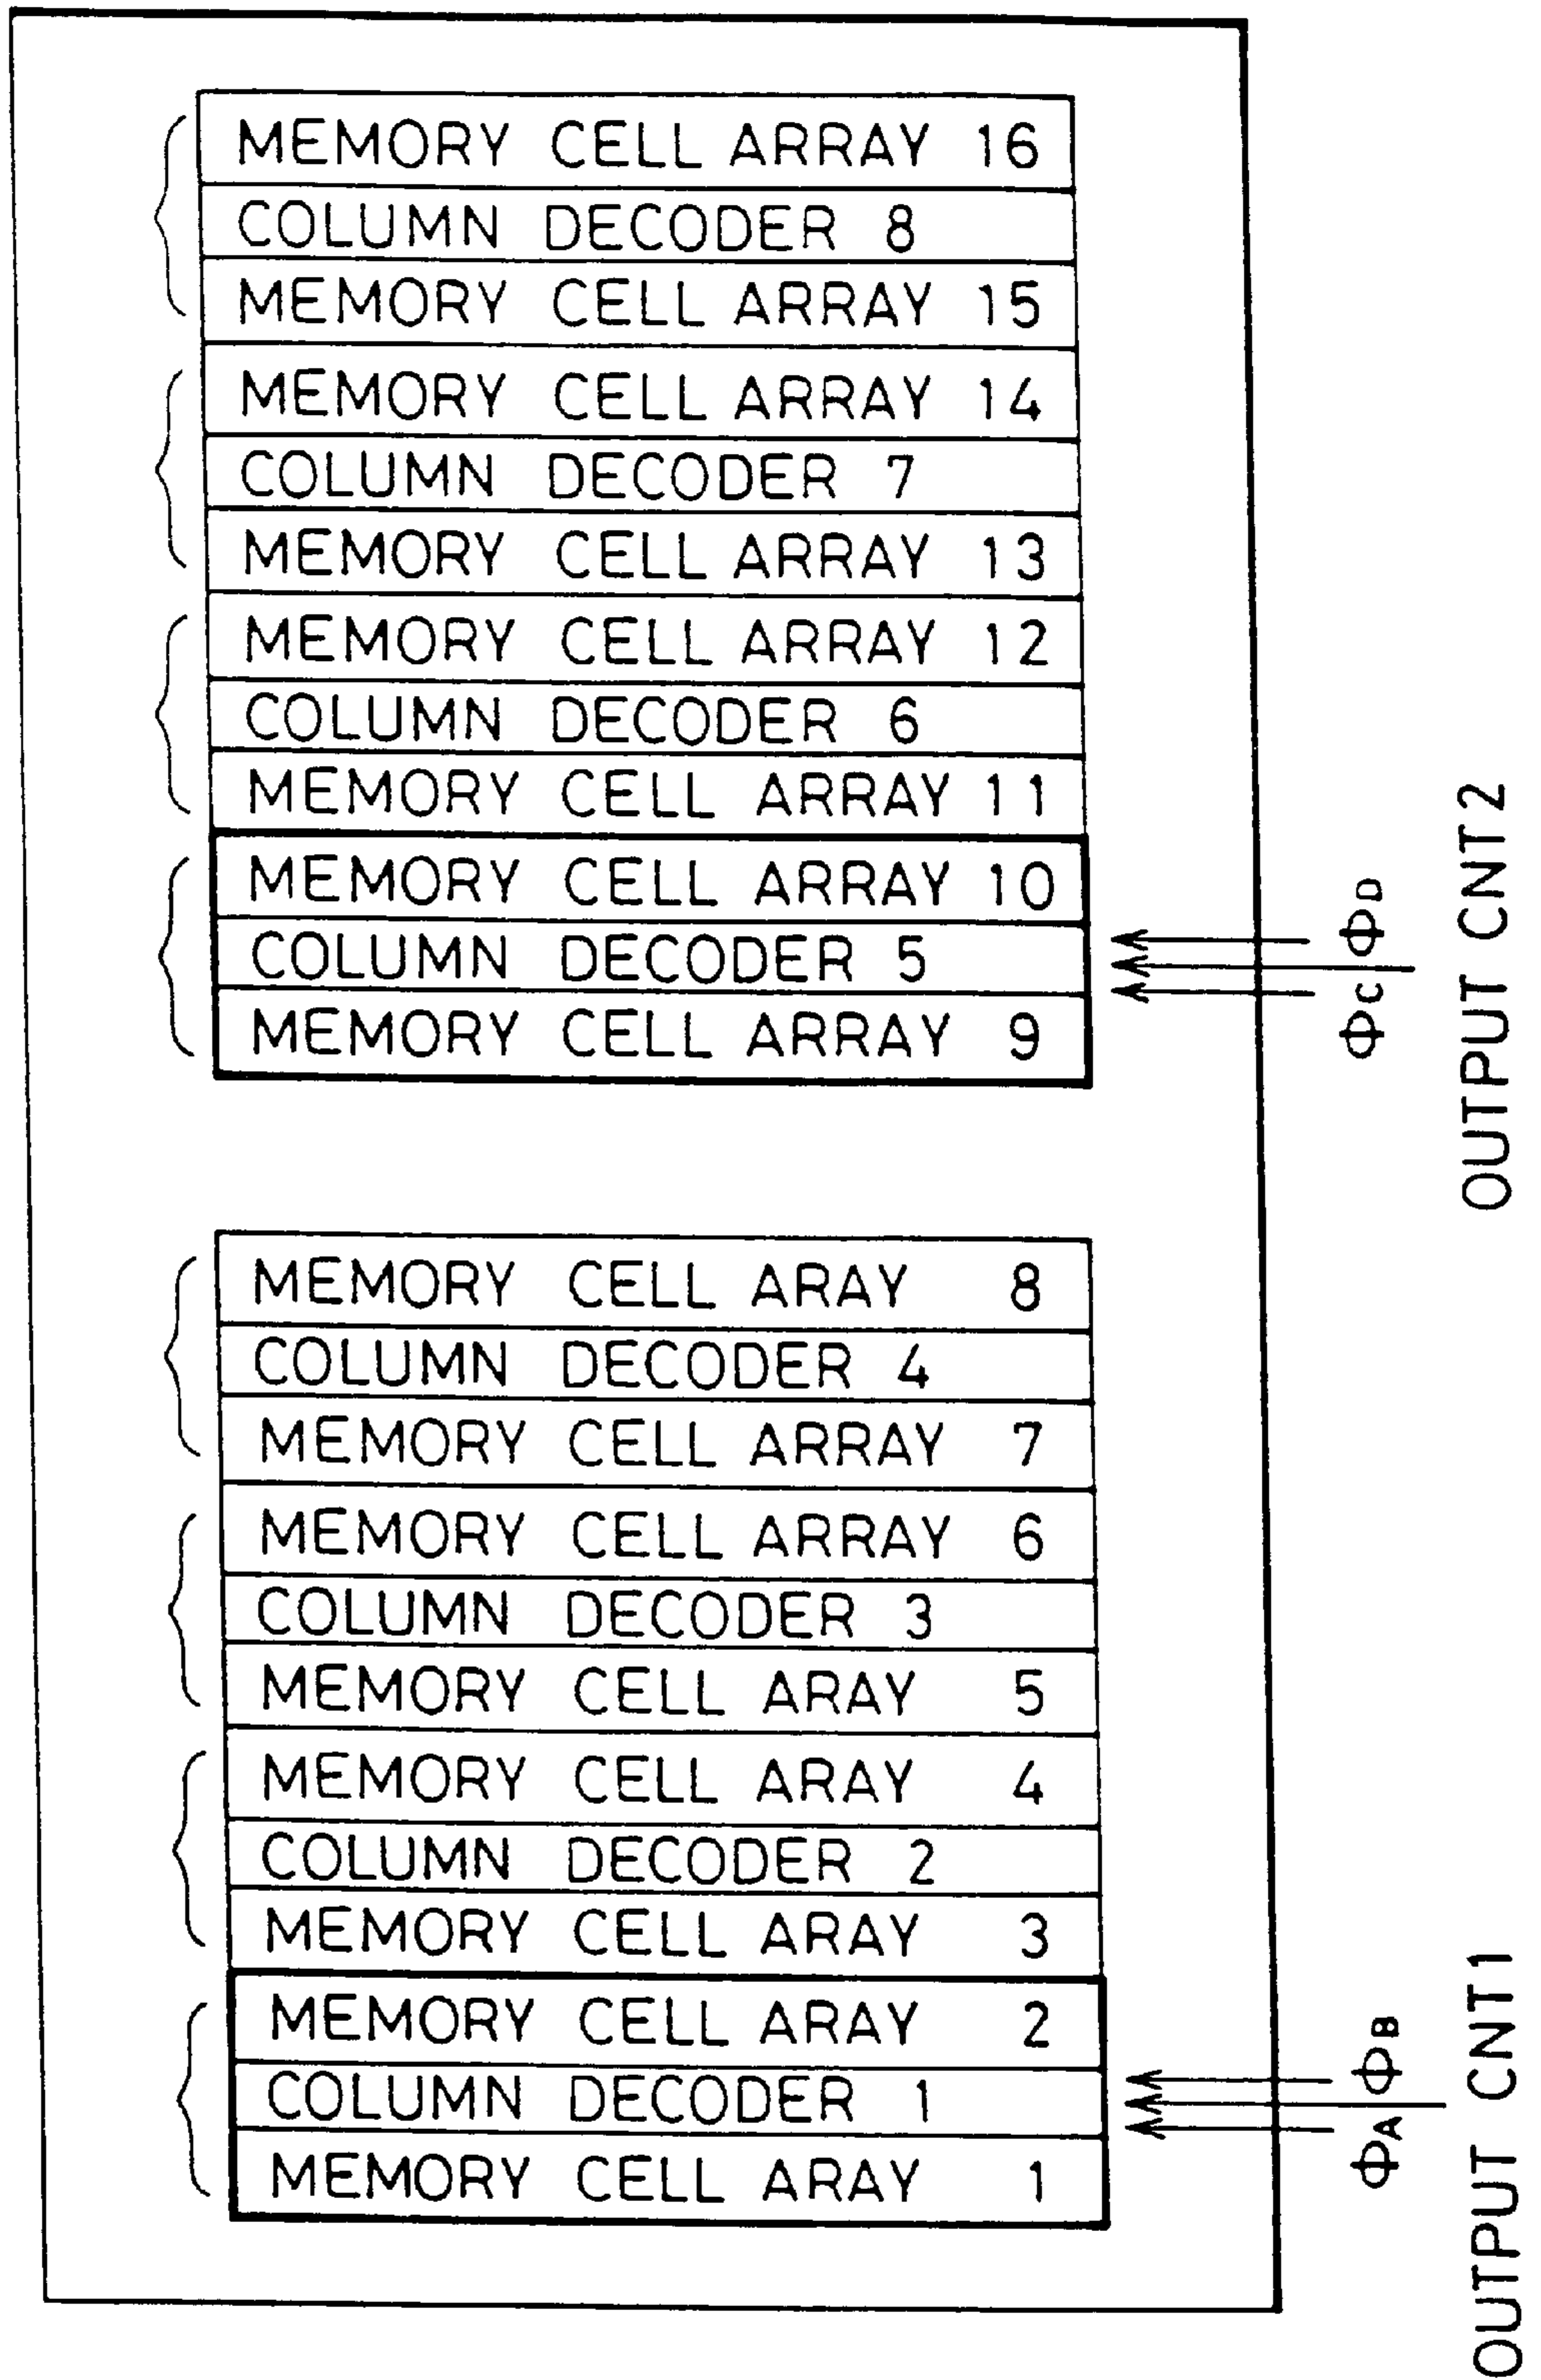 MEMORY CELL ARRAY 16
COLUMN DECODER 8
MEMORY CELL ARRAY 15
MEMORY CELL ARRAY 14
COLUMN DECODER 7
MEMORY CELL ARRAY 13
MEMORY CELL ARRAY 12
COLUMN DECODER 6
MEMORY CELL ARRAY 11
MEMORY CELL ARRAY 10
COLUMN DECODER 5
MEMORY CELL ARRAY 9
ΦC ΦD
OUTPUT CNT2
MEMORY CELL ARAY 8
COLUMN DECODER 4
MEMORY CELL ARRAY 7
MEMORY CELL ARRAY 6
COLUMN DECODER 3
MEMORY CELL ARAY 5
MEMORY CELL ARAY 4
COLUMN DECODER 2
MEMORY CELL ARAY 3
MEMORY CELL ARAY 2
COLUMN DECODER 1
MEMORY CELL ARAY 1
ΦA ΦB
OUTPUT CNT1